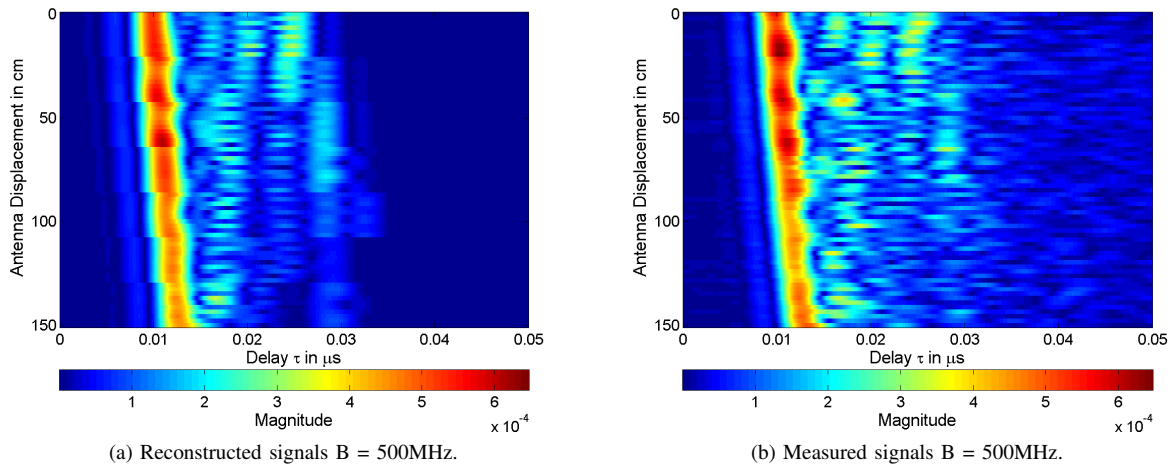 0
50
100
150
Antenna Displacement in cm
0 0.01 0.02 0.03 0.04 0.05
Delay τ in μs
1 2 3 4 5 6
Magnitude
x 10^-4
(a) Reconstructed signals B = 500MHz.
0
50
100
150
Antenna Displacement in cm
0 0.01 0.02 0.03 0.04 0.05
Delay τ in μs
1 2 3 4 5 6
Magnitude
x 10^-4
(b) Measured signals B = 500MHz.